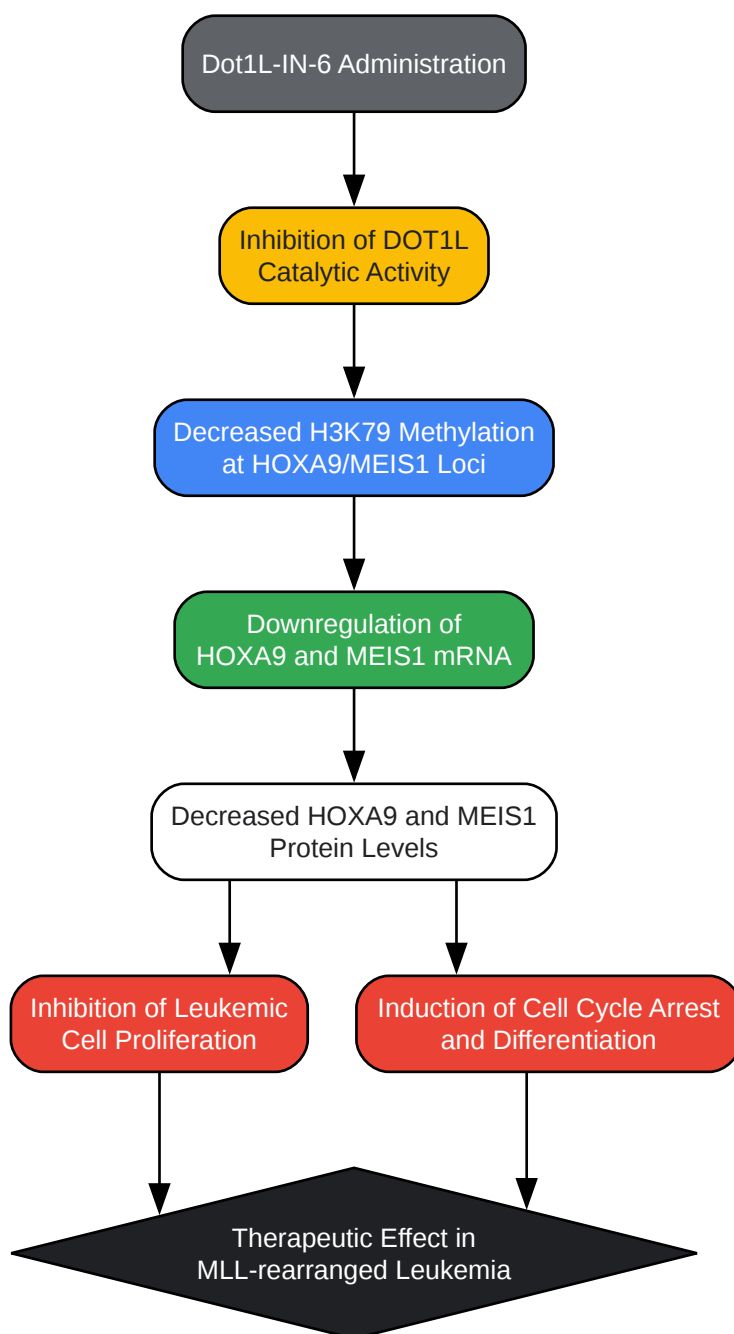 Dot1L-IN-6 Administration
Inhibition of DOT1L
Catalytic Activity
Decreased H3K79 Methylation
at HOXA9/MEIS1 Loci
Downregulation of
HOXA9 and MEIS1 mRNA
Decreased HOXA9 and MEIS1
Protein Levels
Inhibition of Leukemic
Cell Proliferation
Induction of Cell Cycle Arrest
and Differentiation
Therapeutic Effect in
MLL-rearranged Leukemia